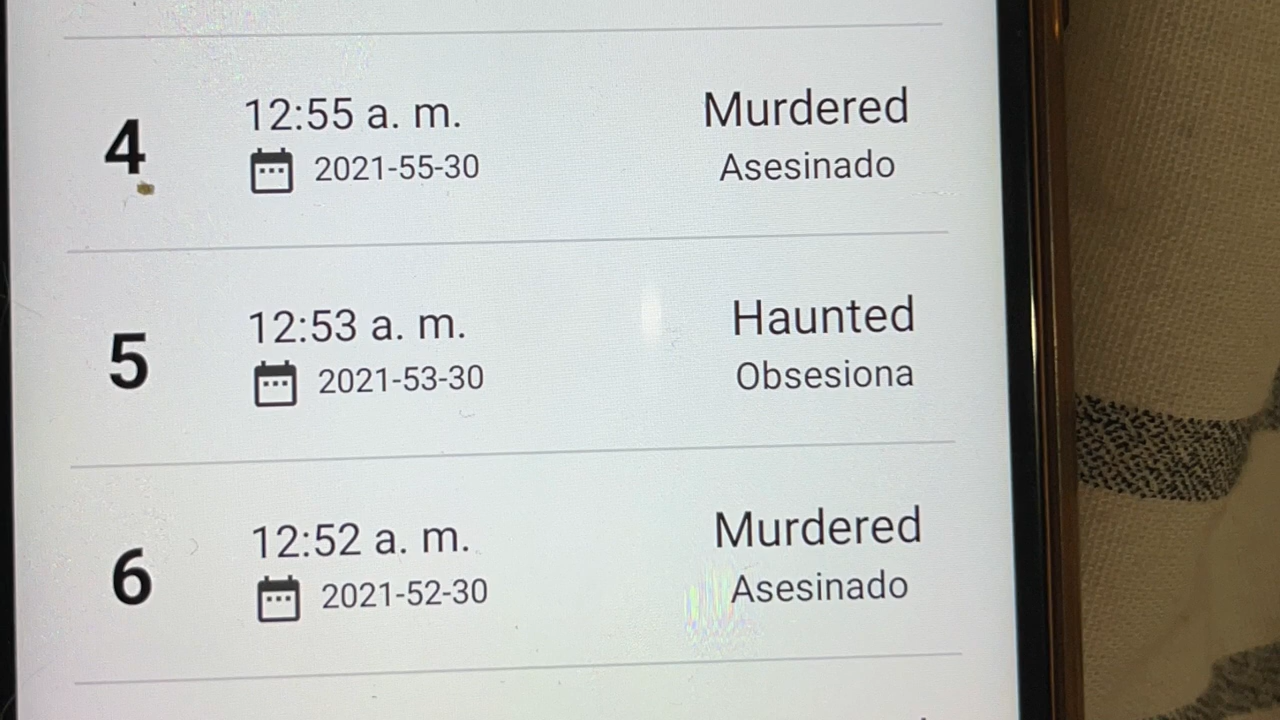 4
12:55 a. m.
2021-55-30
Murdered
Asesinado
5
12:53 a. m.
2021-53-30
Haunted
Obsesiona
6
12:52 a. m.
2021-52-30
Murdered
Asesinado